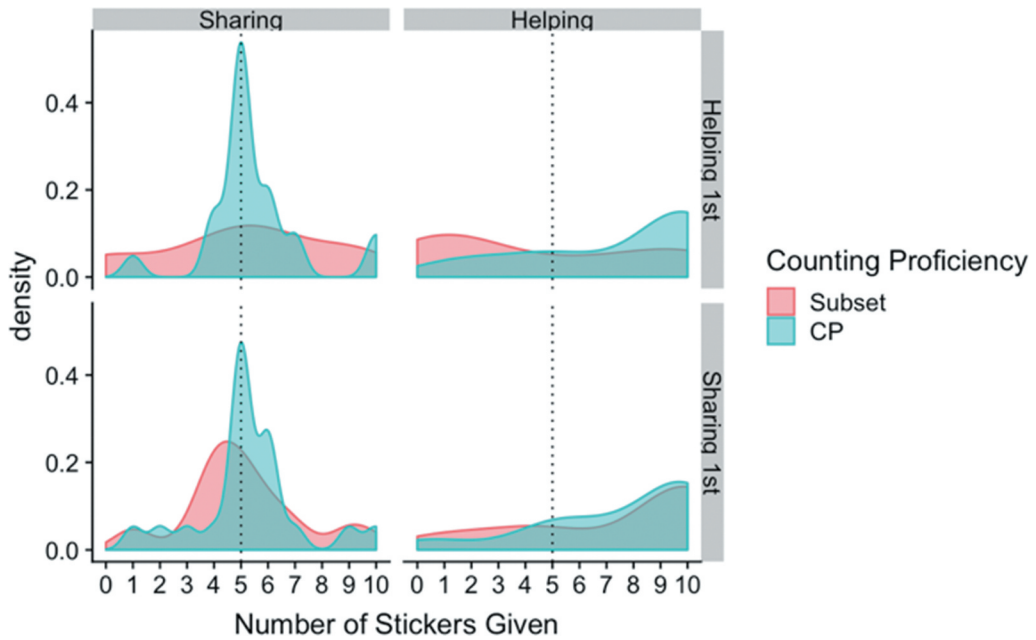 Sharing
Helping
Helping 1st
Sharing 1st
density
0.4
0.2
0.0
0.4
0.2
0.0
0 1 2 3 4 5 6 7 8 9 10
0 1 2 3 4 5 6 7 8 9 10
Number of Stickers Given
Counting Proficiency
Subset
CP